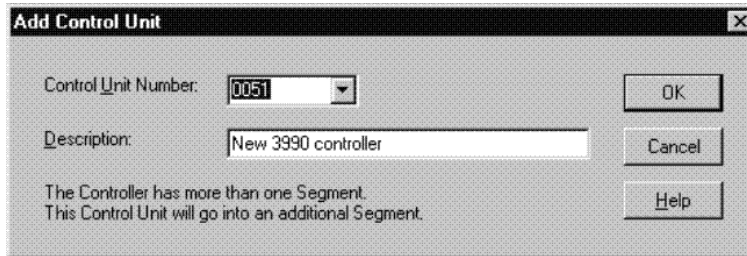 Add Control Unit
Control Unit Number: 0051
OK
Description: New 3990 controller
Cancel
The Controller has more than one Segment.
This Control Unit will go into an additional Segment.
Help